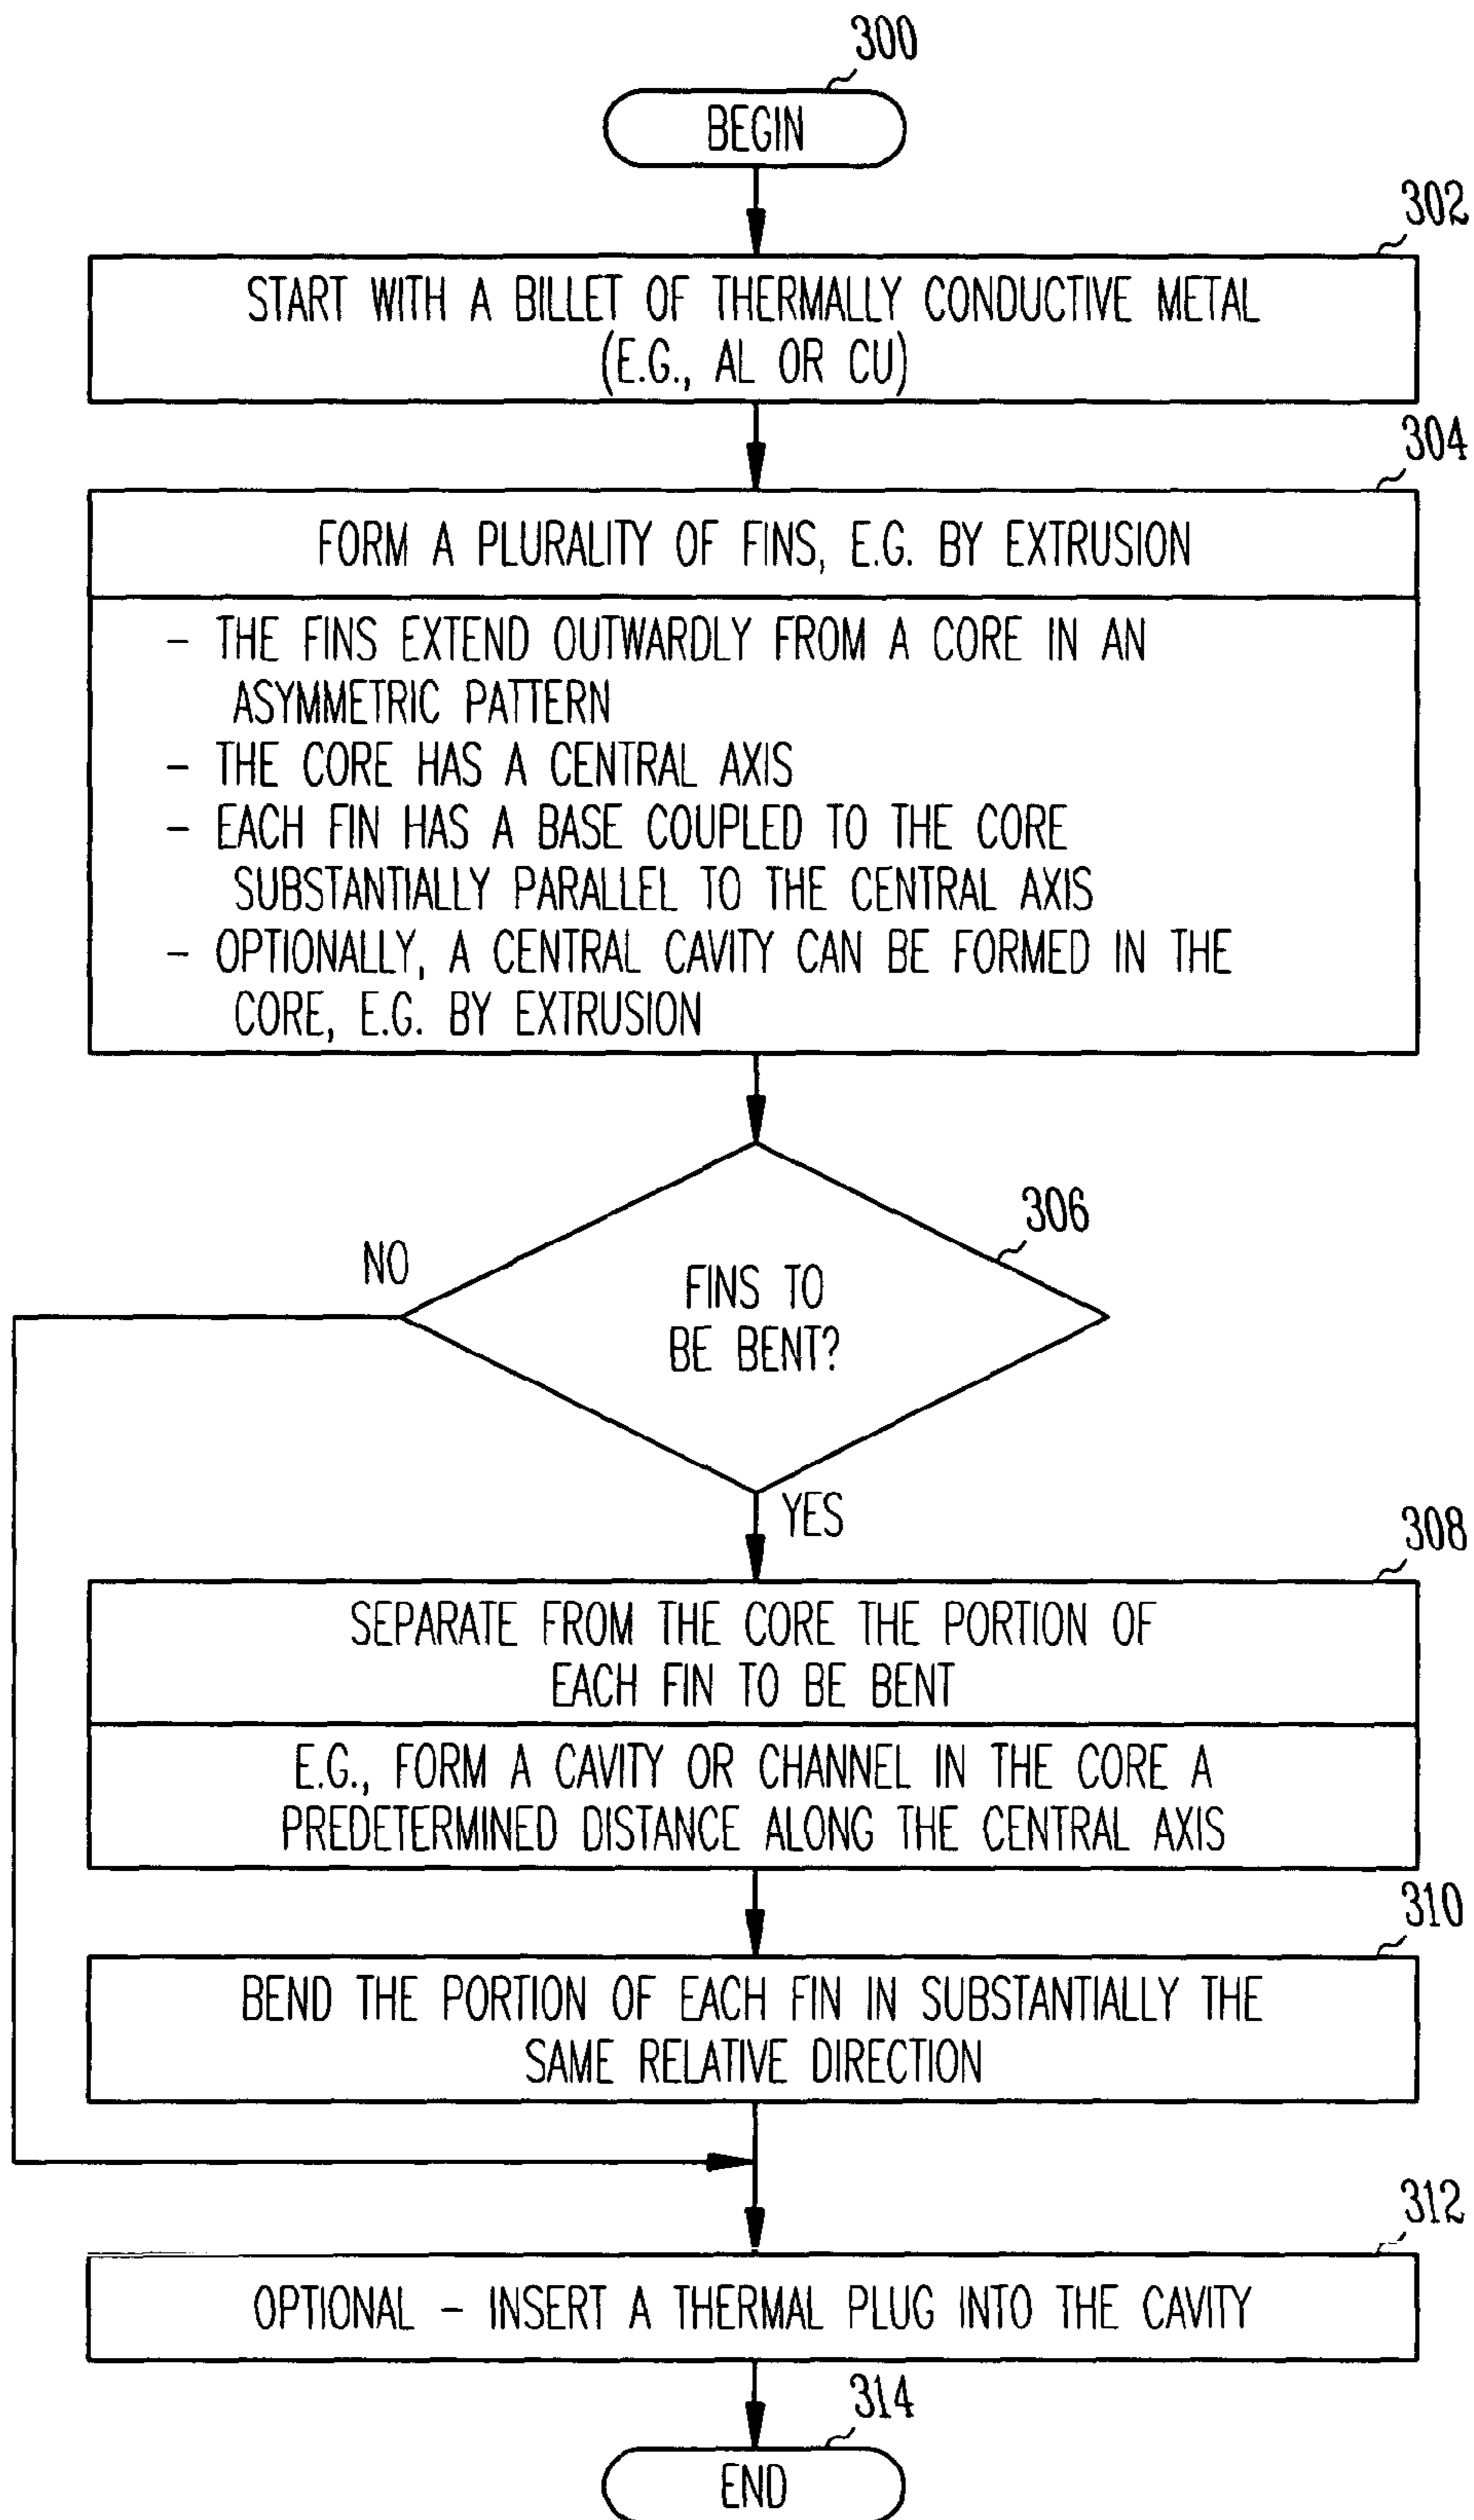 300
BEGIN
302
START WITH A BILLET OF THERMALLY CONDUCTIVE METAL
(E.G., AL OR CU)
304
FORM A PLURALITY OF FINS, E.G. BY EXTRUSION
- THE FINS EXTEND OUTWARDLY FROM A CORE IN AN
ASYMMETRIC PATTERN
- THE CORE HAS A CENTRAL AXIS
- EACH FIN HAS A BASE COUPLED TO THE CORE
SUBSTANTIALLY PARALLEL TO THE CENTRAL AXIS
- OPTIONALLY, A CENTRAL CAVITY CAN BE FORMED IN THE
CORE, E.G. BY EXTRUSION
306
NO
FINS TO
BE BENT?
YES
308
SEPARATE FROM THE CORE THE PORTION OF
EACH FIN TO BE BENT
E.G., FORM A CAVITY OR CHANNEL IN THE CORE A
PREDETERMINED DISTANCE ALONG THE CENTRAL AXIS
310
BEND THE PORTION OF EACH FIN IN SUBSTANTIALLY THE
SAME RELATIVE DIRECTION
312
OPTIONAL - INSERT A THERMAL PLUG INTO THE CAVITY
314
END